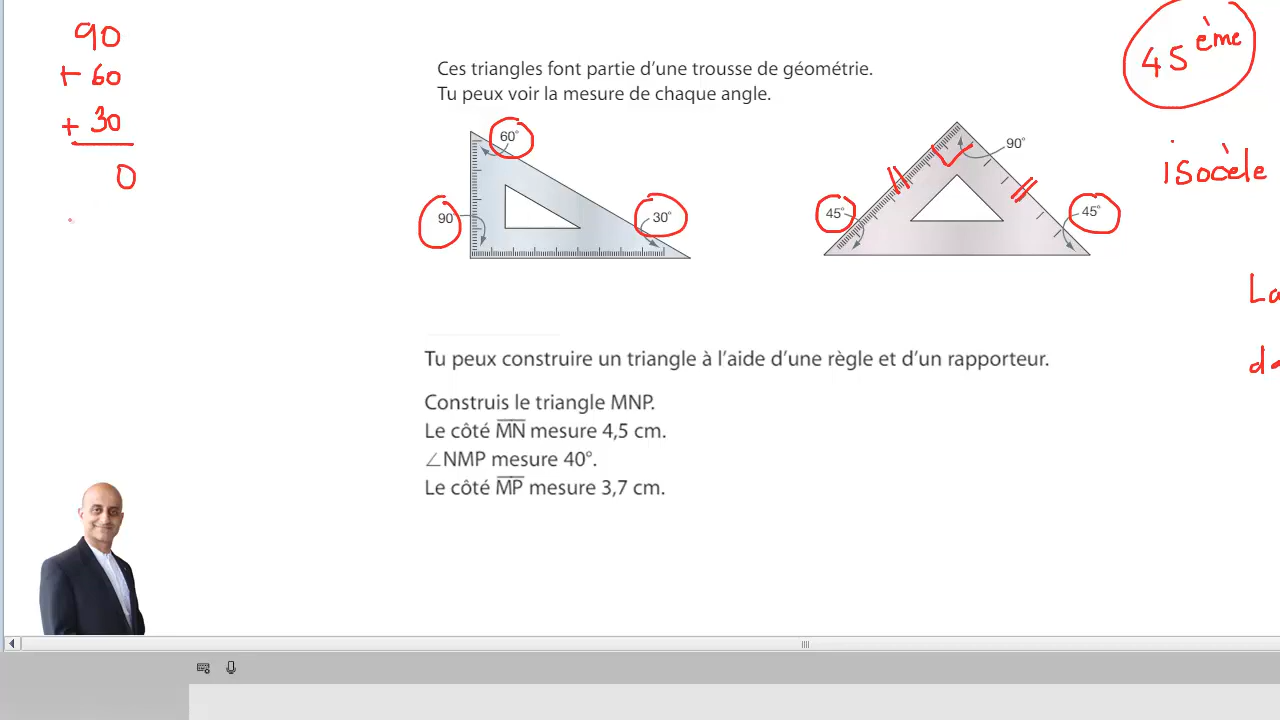 90
+ 60
+ 30
0
45 ème
isocèle
La
Ces triangles font partie d'une trousse de géométrie.
Tu peux voir la mesure de chaque angle.
60°
90
30°
90°
45°
45°
Tu peux construire un triangle à l'aide d'une règle et d'un rapporteur.
Construis le triangle MNP.
Le côté M̅N̅ mesure 4,5 cm.
∠NMP mesure 40°.
Le côté M̅P̅ mesure 3,7 cm.